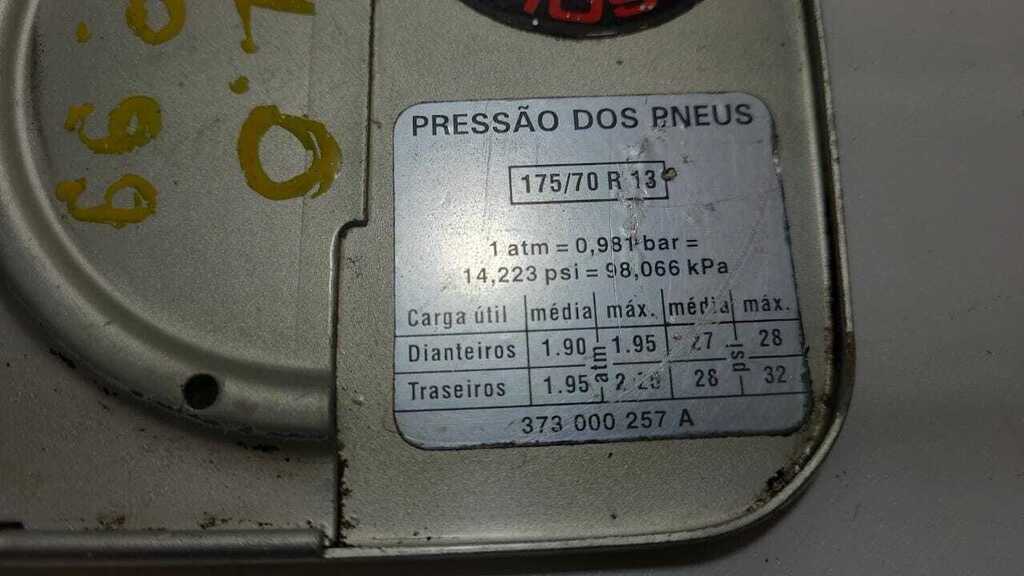 PRESSÃO DOS PNEUS
175/70 R 13
1 atm = 0,981 bar =
14,223 psi = 98,066 kPa
Carga útil média máx. média máx.
Dianteiros 1.90 atm 1.95 27 psi 28
Traseiros 1.95 28 32
373 000 257 A